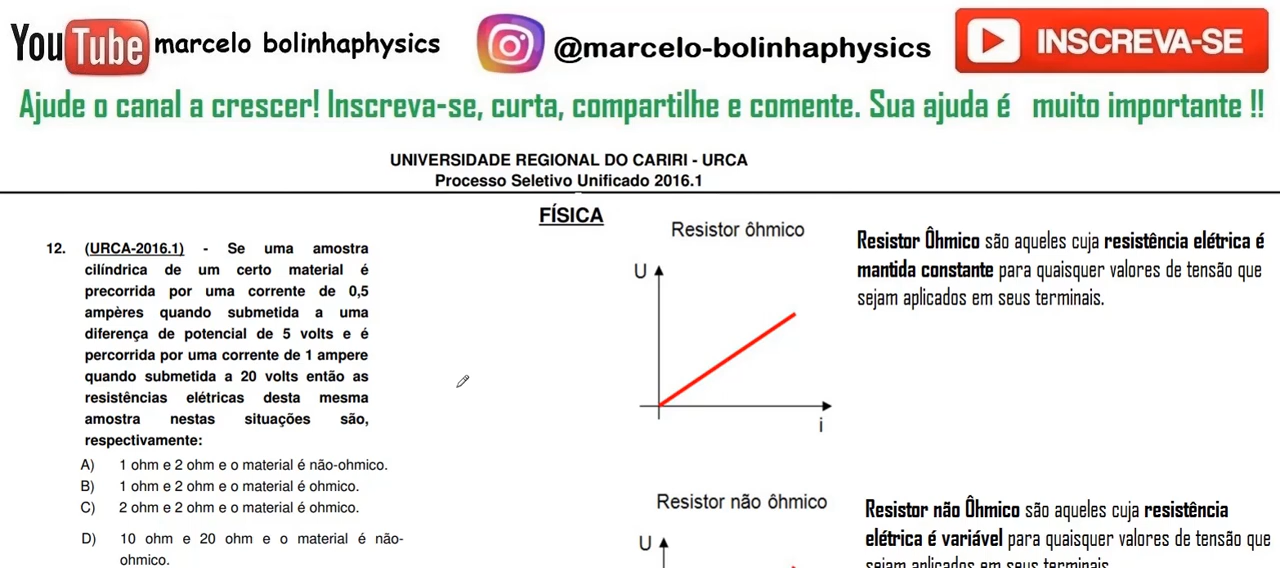 YouTube marcelo bolinhaphysics
@marcelo-bolinhaphysics
INSCREVA-SE
Ajude o canal a crescer! Inscreva-se, curta, compartilhe e comente. Sua ajuda é muito importante !!
UNIVERSIDADE REGIONAL DO CARIRI - URCA
Processo Seletivo Unificado 2016.1
FÍSICA
12. (URCA-2016.1) - Se uma amostra
cilíndrica de um certo material é
precorrida por uma corrente de 0,5
ampères quando submetida a uma
diferença de potencial de 5 volts e é
percorrida por uma corrente de 1 ampere
quando submetida a 20 volts então as
resistências elétricas desta mesma
amostra nestas situações são,
respectivamente:
A) 1 ohm e 2 ohm e o material é não-ohmico.
B) 1 ohm e 2 ohm e o material é ohmico.
C) 2 ohm e 2 ohm e o material é ohmico.
D) 10 ohm e 20 ohm e o material é não-
ohmico.
Resistor ôhmico
U
i
Resistor Ôhmico são aqueles cuja resistência elétrica é
mantida constante para quaisquer valores de tensão que
sejam aplicados em seus terminais.
Resistor não ôhmico
U
Resistor não Ôhmico são aqueles cuja resistência
elétrica é variável para quaisquer valores de tensão que
sejam aplicados em seus terminais